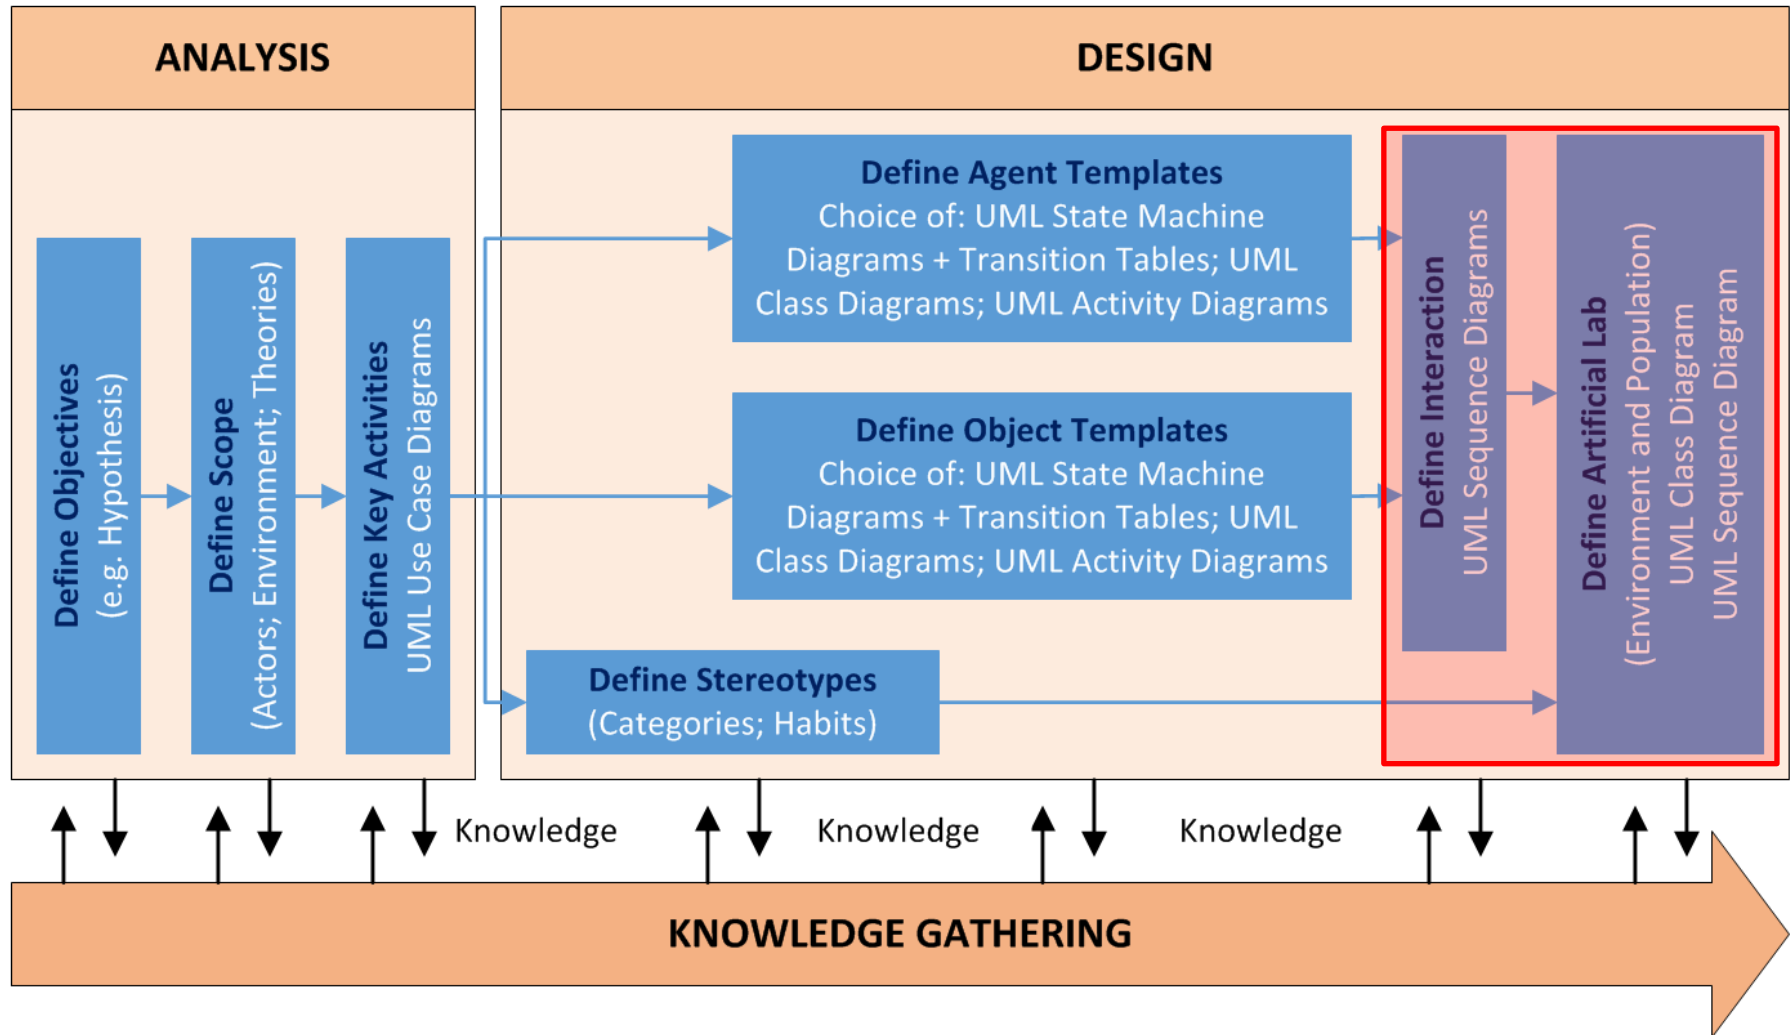 ANALYSIS
DESIGN
Define Objectives
(e.g. Hypothesis)
Define Scope
(Actors; Environment; Theories)
Define Key Activities
UML Use Case Diagrams
Define Agent Templates
Choice of: UML State Machine
Diagrams + Transition Tables; UML
Class Diagrams; UML Activity Diagrams
Define Object Templates
Choice of: UML State Machine
Diagrams + Transition Tables; UML
Class Diagrams; UML Activity Diagrams
Define Stereotypes
(Categories; Habits)
Define Interaction
UML Sequence Diagrams
Define Artificial Lab
(Environment and Population)
UML Class Diagram
UML Sequence Diagram
Knowledge
Knowledge
Knowledge
KNOWLEDGE GATHERING